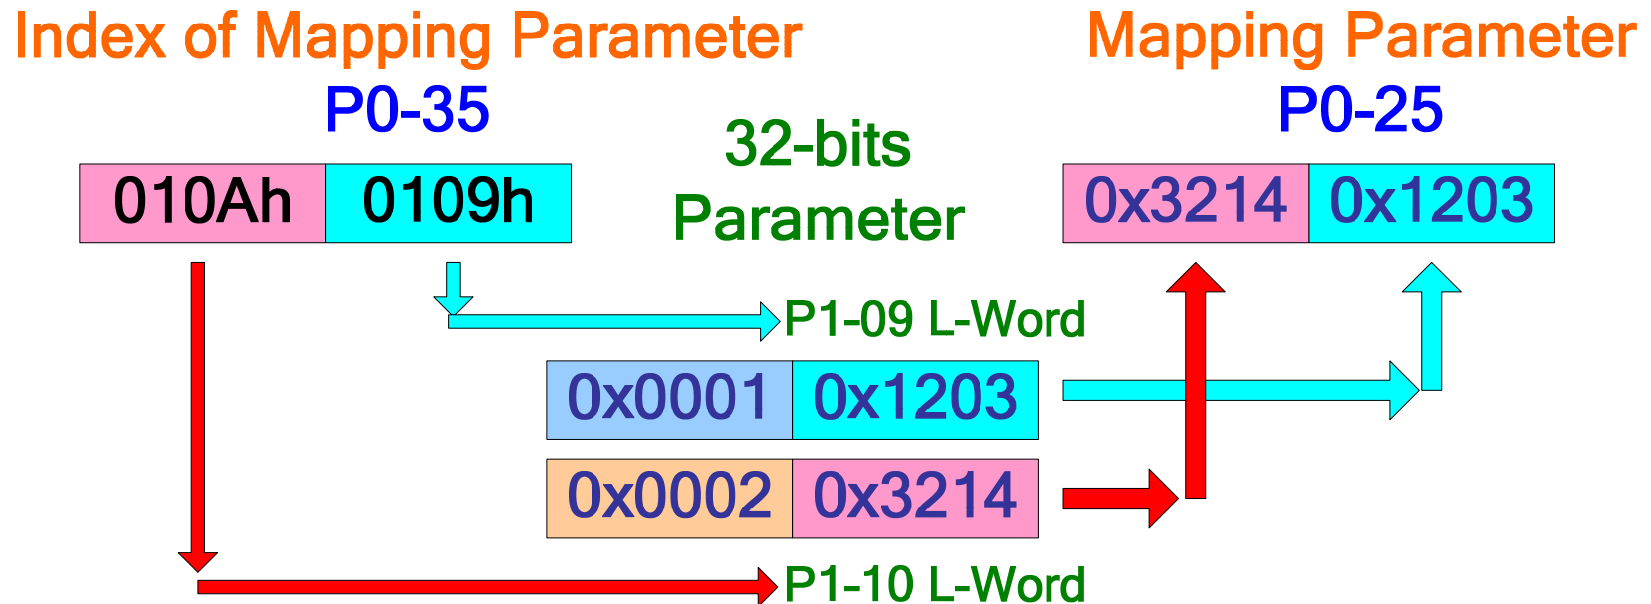 Index of Mapping Parameter
Mapping Parameter
P0-35
P0-25
32-bits
Parameter
010Ah 0109h
0x3214 0x1203
P1-09 L-Word
0x0001 0x1203
0x0002 0x3214
P1-10 L-Word